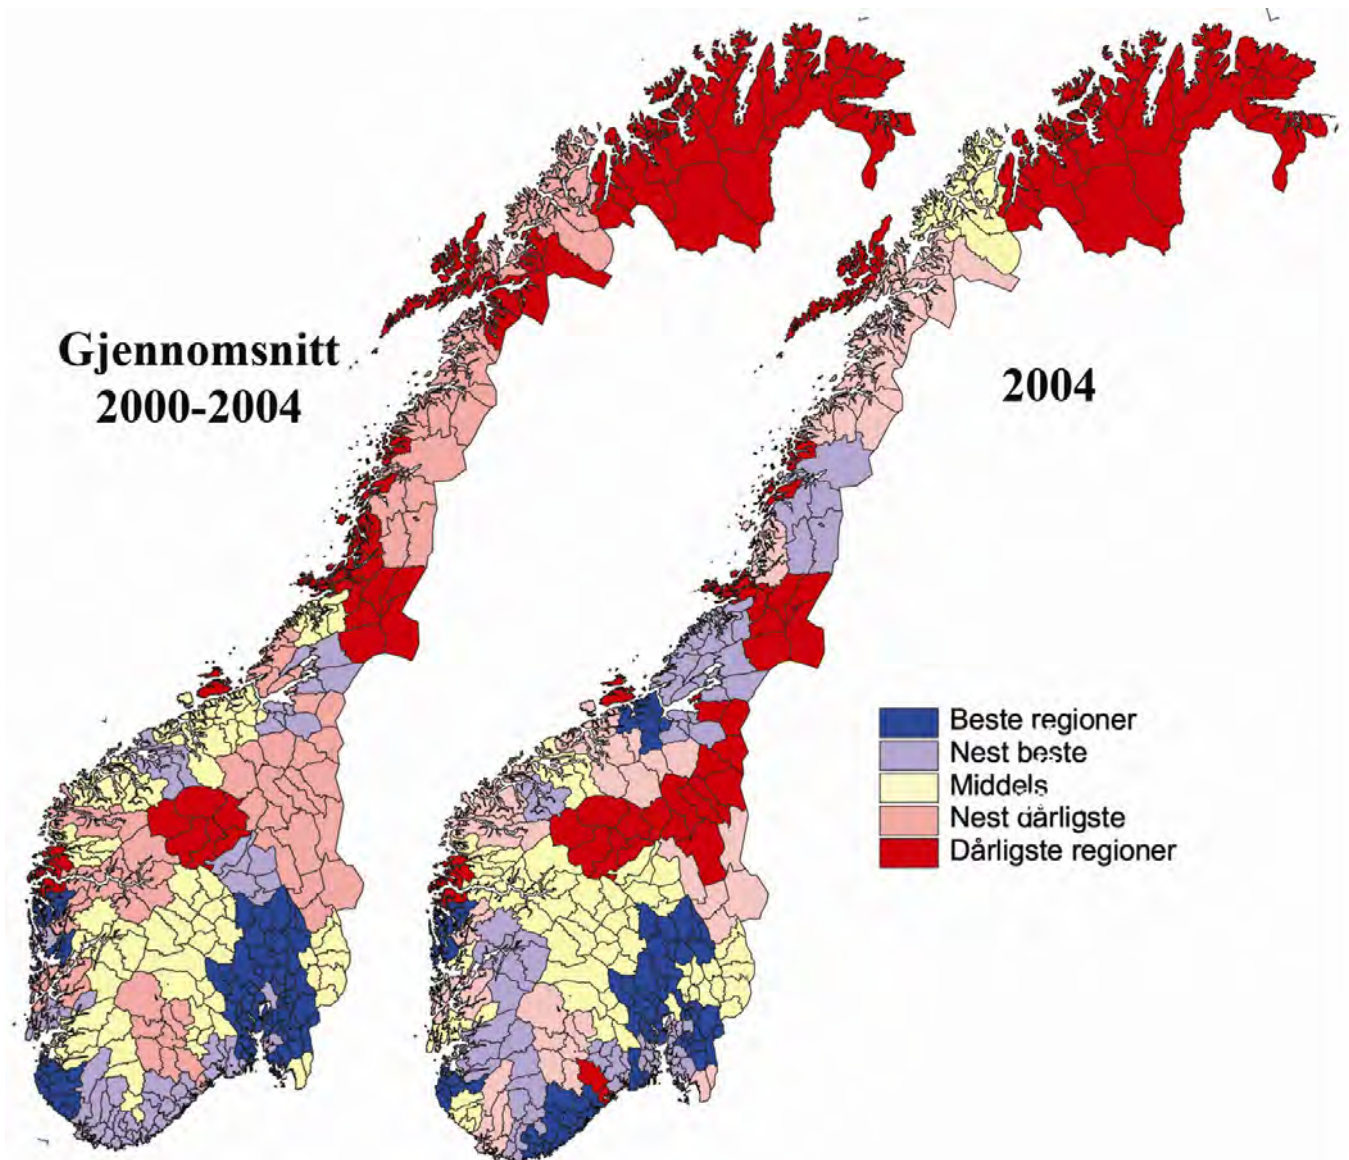 Gjennomsnitt
2000-2004
2004
Beste regioner
Nest beste
Middels
Nest dårligste
Dårligste regioner